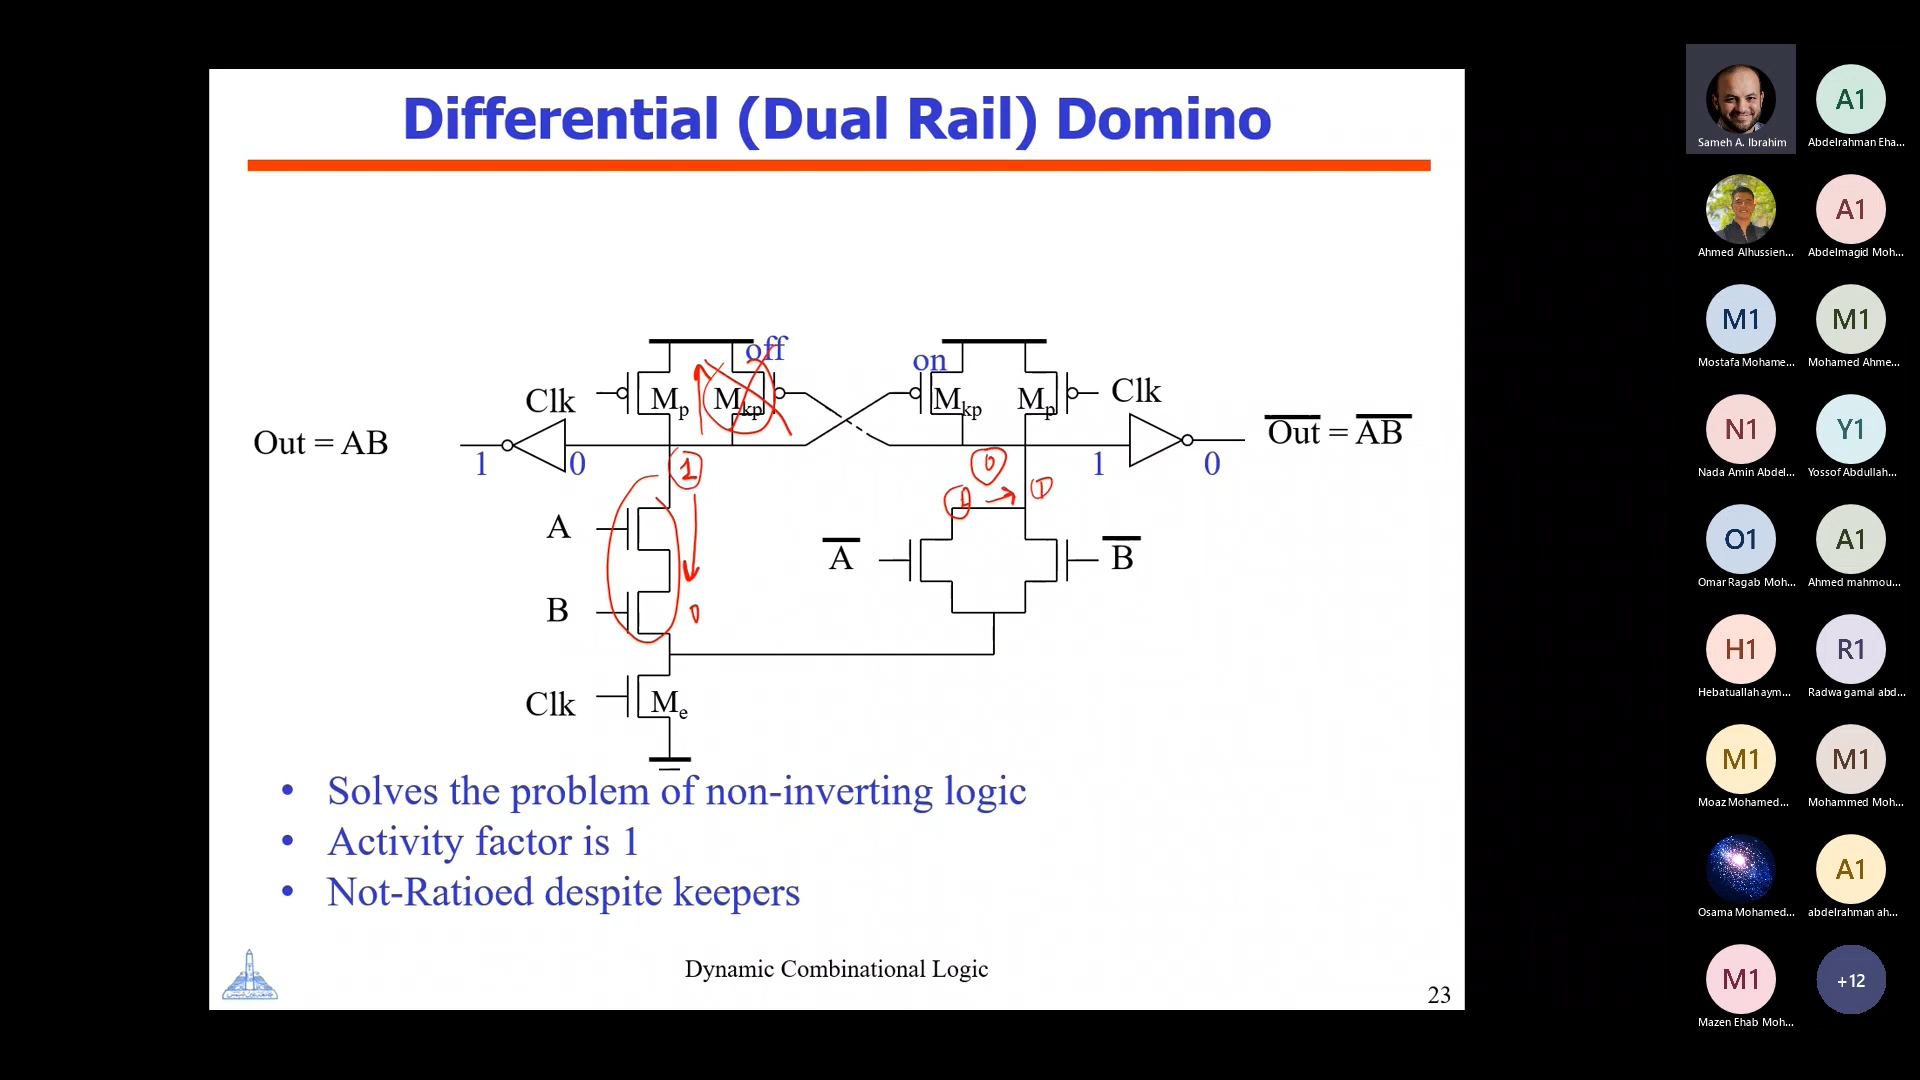 Differential (Dual Rail) Domino
off
on
Clk
Mp
Mkp
Mkp
Mp
Clk
Out = AB
1
0
1
0
1
0
Out = AB
1 → 1
A
B
0
A
B
Clk
Me
• Solves the problem of non-inverting logic
• Activity factor is 1
• Not-Ratioed despite keepers
Dynamic Combinational Logic
23
Sameh A. Ibrahim
A1
Abdelrahman Eha...
Ahmed Alhussien...
A1
Abdelmagid Moh...
M1
Mostafa Mohame...
M1
Mohamed Ahme...
N1
Nada Amin Abdel...
Y1
Yossof Abdullah...
O1
Omar Ragab Moh...
A1
Ahmed mahmou...
H1
Hebatuallah aym...
R1
Radwa gamal abd...
M1
Moaz Mohamed...
M1
Mohammed Moh...
Osama Mohamed...
A1
abdelrahman ah...
M1
Mazen Ehab Moh...
+12